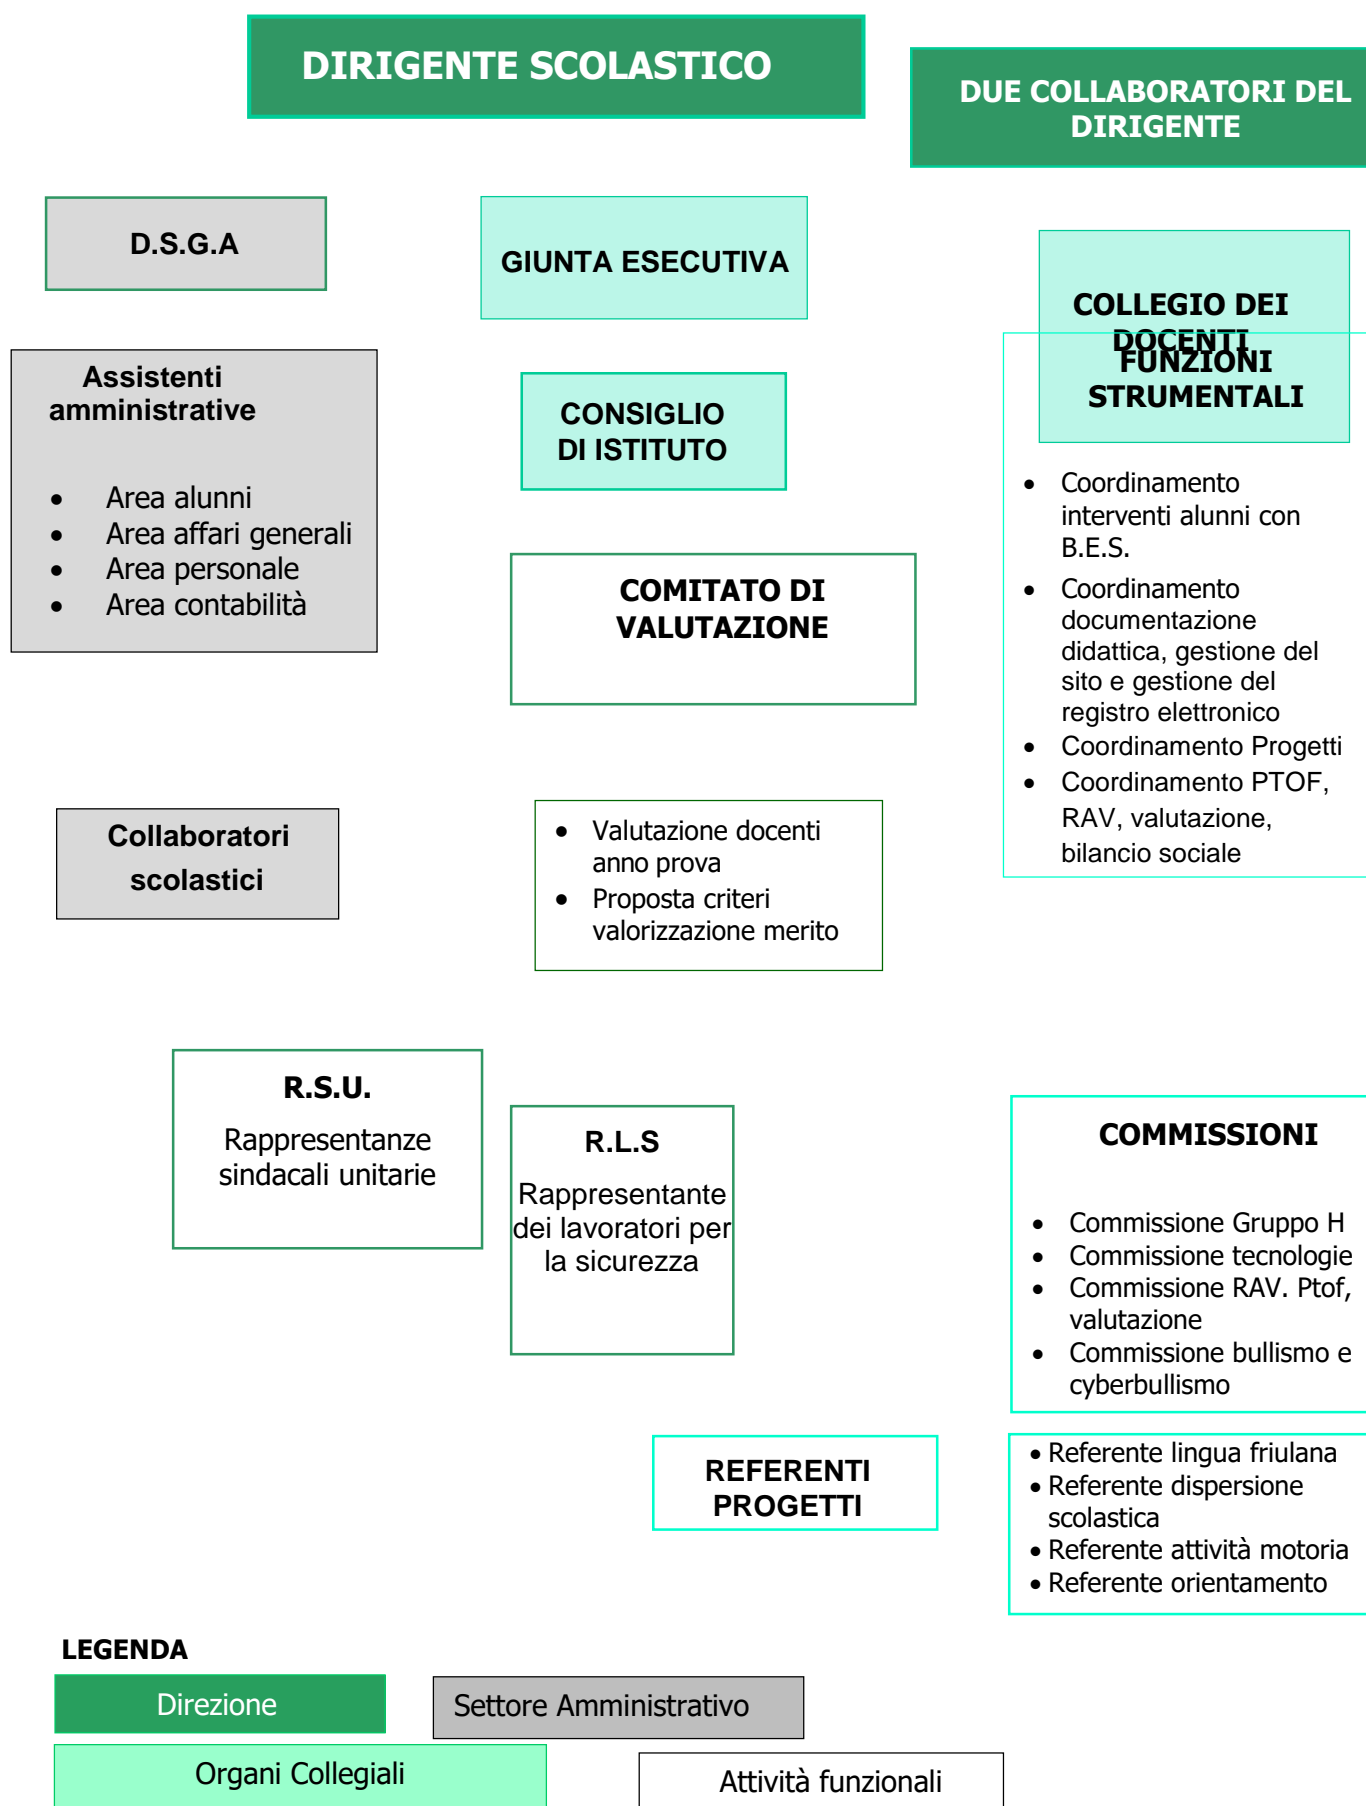 DIRIGENTE SCOLASTICO
DUE COLLABORATORI DEL
DIRIGENTE
D.S.G.A
GIUNTA ESECUTIVA
COLLEGIO DEI
DOCENTI
FUNZIONI
STRUMENTALI
Assistenti
amministrative
• Area alunni
• Area affari generali
• Area personale
• Area contabilità
CONSIGLIO
DI ISTITUTO
• Coordinamento
interventi alunni con
B.E.S.
• Coordinamento
documentazione
didattica, gestione del
sito e gestione del
registro elettronico
• Coordinamento Progetti
• Coordinamento PTOF,
RAV, valutazione,
bilancio sociale
COMITATO DI
VALUTAZIONE
Collaboratori
scolastici
• Valutazione docenti
anno prova
• Proposta criteri
valorizzazione merito
R.S.U.
Rappresentanze
sindacali unitarie
R.L.S
Rappresentante
dei lavoratori per
la sicurezza
COMMISSIONI
• Commissione Gruppo H
• Commissione tecnologie
• Commissione RAV. Ptof,
valutazione
• Commissione bullismo e
cyberbullismo
REFERENTI
PROGETTI
• Referente lingua friulana
• Referente dispersione
scolastica
• Referente attività motoria
• Referente orientamento
LEGENDA
Direzione
Settore Amministrativo
Organi Collegiali
Attività funzionali